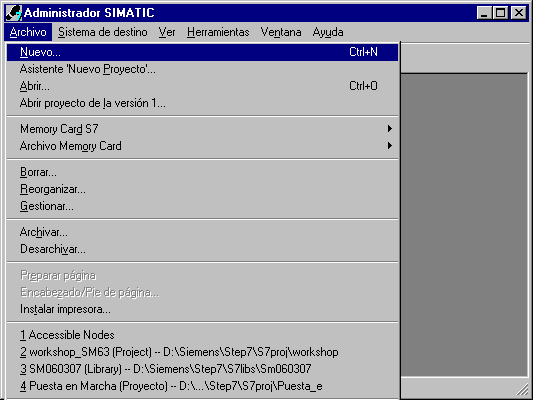 Administrador SIMATIC
Archivo Sistema de destino Ver Herramientas Ventana Ayuda
Nuevo... Ctrl+N
Asistente 'Nuevo Proyecto'...
Abrir... Ctrl+O
Abrir proyecto de la versión 1...
Memory Card S7
Archivo Memory Card
Borrar...
Reorganizar...
Gestionar...
Archivar...
Desarchivar...
Preparar página
Encabezado/Pie de página...
Instalar impresora...
1 Accessible Nodes
2 workshop_SM63 (Project) -- D:\Siemens\Step7\S7proj\workshop
3 SM060307 (Library) -- D:\Siemens\Step7\S7libs\Sm060307
4 Puesta en Marcha (Proyecto) -- D:\...\Step7\S7proj\Puesta_e